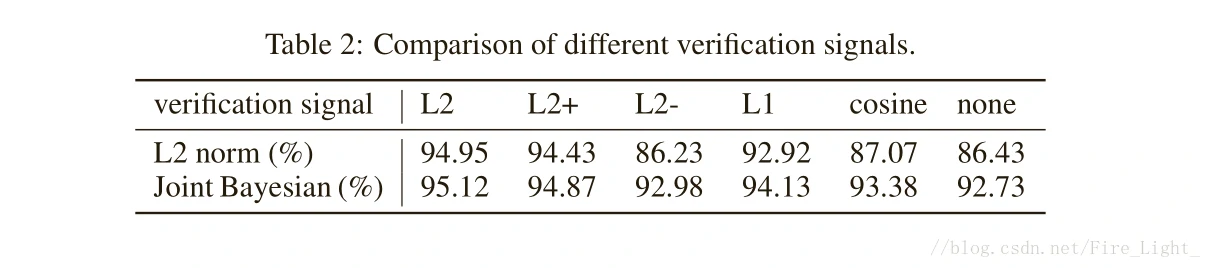 Table 2: Comparison of different verification signals.
verification signal L2 L2+ L2- L1 cosine none
L2 norm (%) 94.95 94.43 86.23 92.92 87.07 86.43
Joint Bayesian (%) 95.12 94.87 92.98 94.13 93.38 92.73
//blog.csdn.net/Fire_Light_